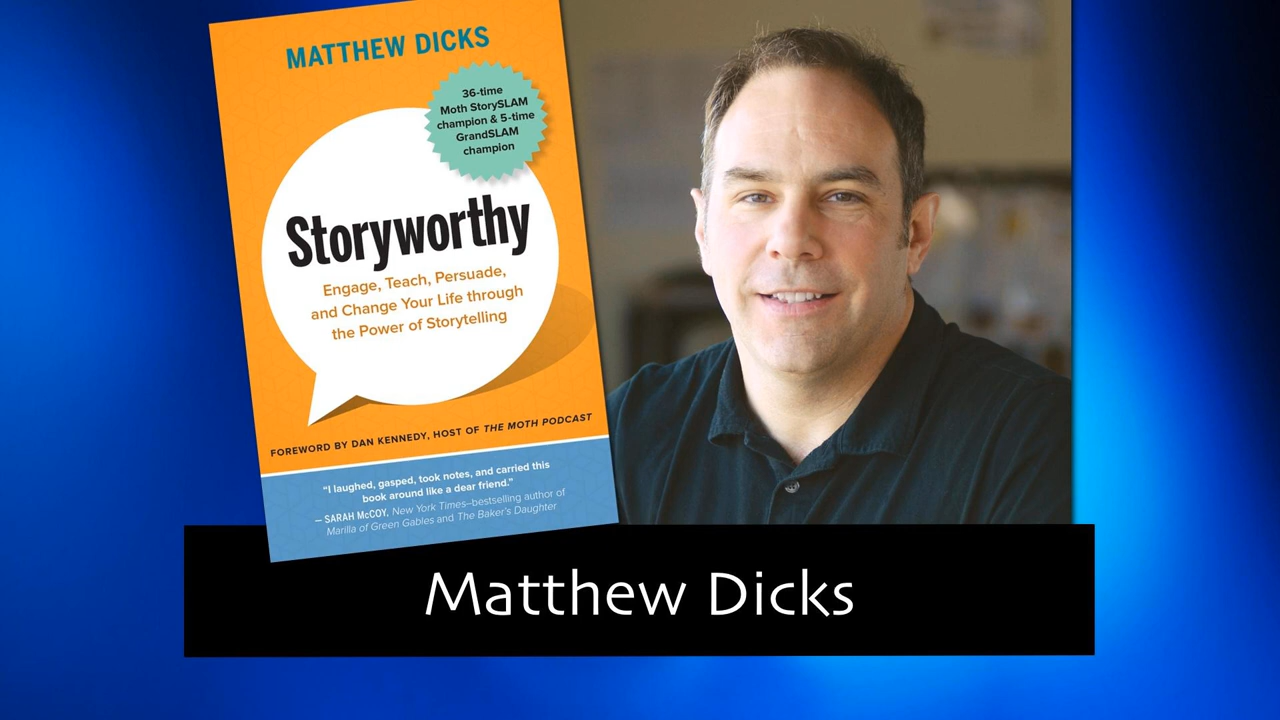 MATTHEW DICKS
36-time
Moth StorySLAM
champion & 5-time
GrandSLAM
champion
Storyworthy
Engage, Teach, Persuade,
and Change Your Life through
the Power of Storytelling
FOREWORD BY DAN KENNEDY, HOST OF THE MOTH PODCAST
“I laughed, gasped, took notes, and carried this
book around like a dear friend.”
— SARAH McCOY, New York Times–bestselling author of
Marilla of Green Gables and The Baker’s Daughter
Matthew Dicks